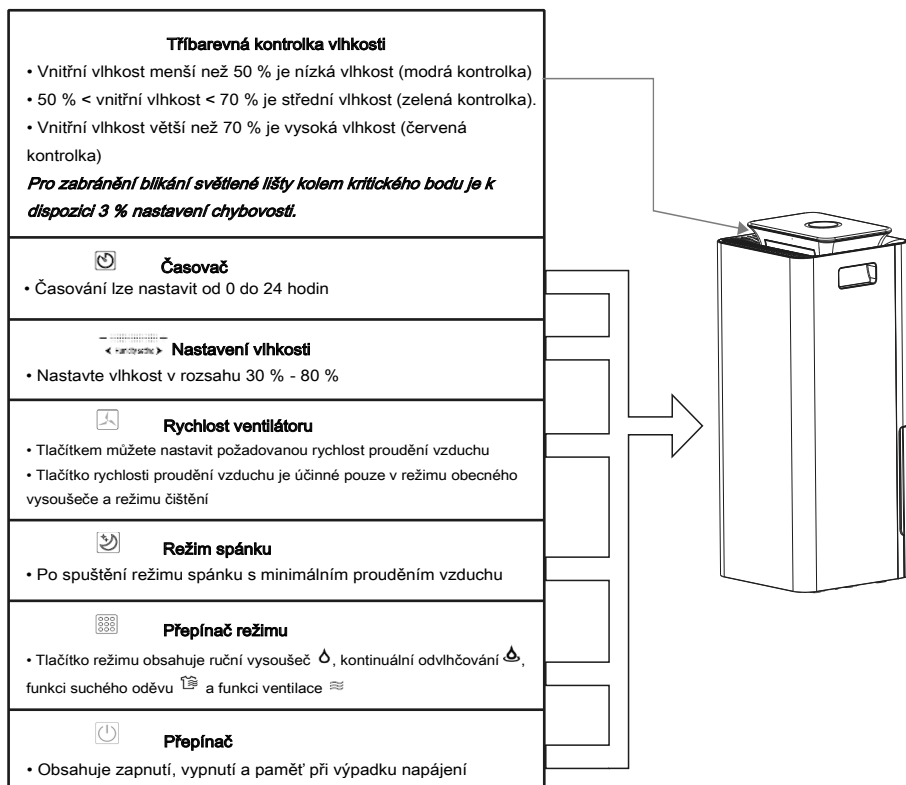 Tříbarevná kontrolka vlhkosti
• Vnitřní vlhkost menší než 50 % je nízká vlhkost (modrá kontrolka)
• 50 % < vnitřní vlhkost < 70 % je střední vlhkost (zelená kontrolka).
• Vnitřní vlhkost větší než 70 % je vysoká vlhkost (červená
kontrolka)
Pro zabránění blikání světlené lišty kolem kritického bodu je k
dispozici 3 % nastavení chybovosti.
Časovač
• Časování lze nastavit od 0 do 24 hodin
Nastavení vlhkosti
• Nastavte vlhkost v rozsahu 30 % - 80 %
Rychlost ventilátoru
• Tlačítkem můžete nastavit požadovanou rychlost proudění vzduchu
• Tlačítko rychlosti proudění vzduchu je účinné pouze v režimu obecného
vysoušeče a režimu čištění
Režim spánku
• Po spuštění režimu spánku s minimálním prouděním vzduchu
Přepínač režimu
• Tlačítko režimu obsahuje ruční vysoušeč , kontinuální odvlhčování ,
funkci suchého oděvu a funkci ventilace
Přepínač
• Obsahuje zapnutí, vypnutí a paměť při výpadku napájení